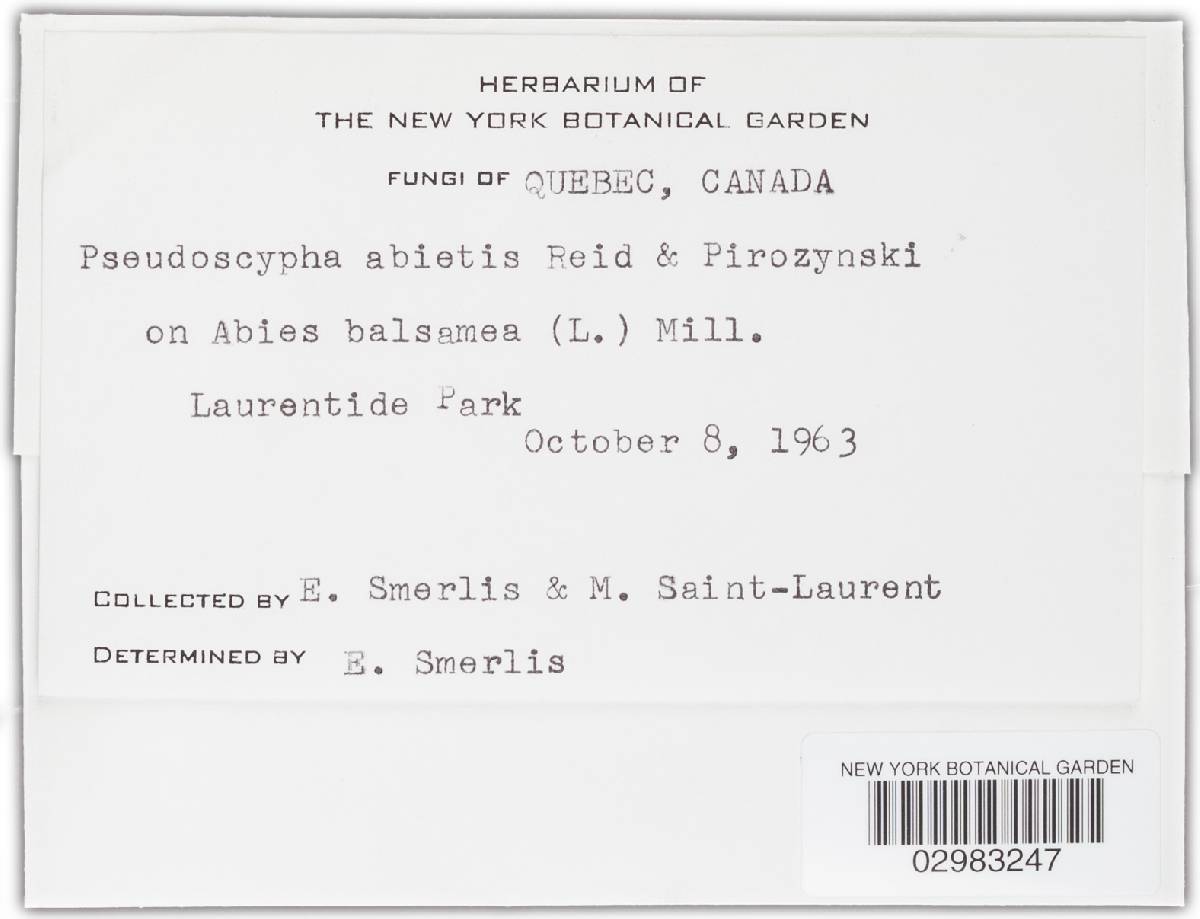 HERBARIUM OF
THE NEW YORK BOTANICAL GARDEN
FUNGI OF QUEBEC, CANADA
Pseudoscypha abietis Reid & Pirozynski
on Abies balsamea (L.) Mill.
Laurentide Park
October 8, 1963
COLLECTED BY E. Smerlis & M. Saint-Laurent
DETERMINED BY E. Smerlis
NEW YORK BOTANICAL GARDEN
02983247